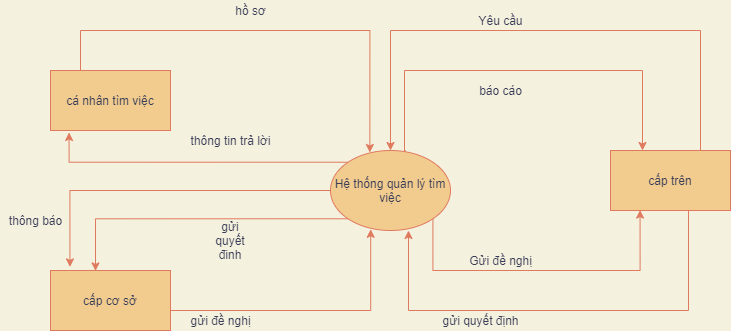 hồ sơ
Yêu cầu
cá nhân tìm việc
báo cáo
thông tin trả lời
Hệ thống quản lý tìm
việc
cấp trên
thông báo
gửi
quyết
đinh
Gửi đề nghị
cấp cơ sở
gửi đề nghị
gửi quyết định